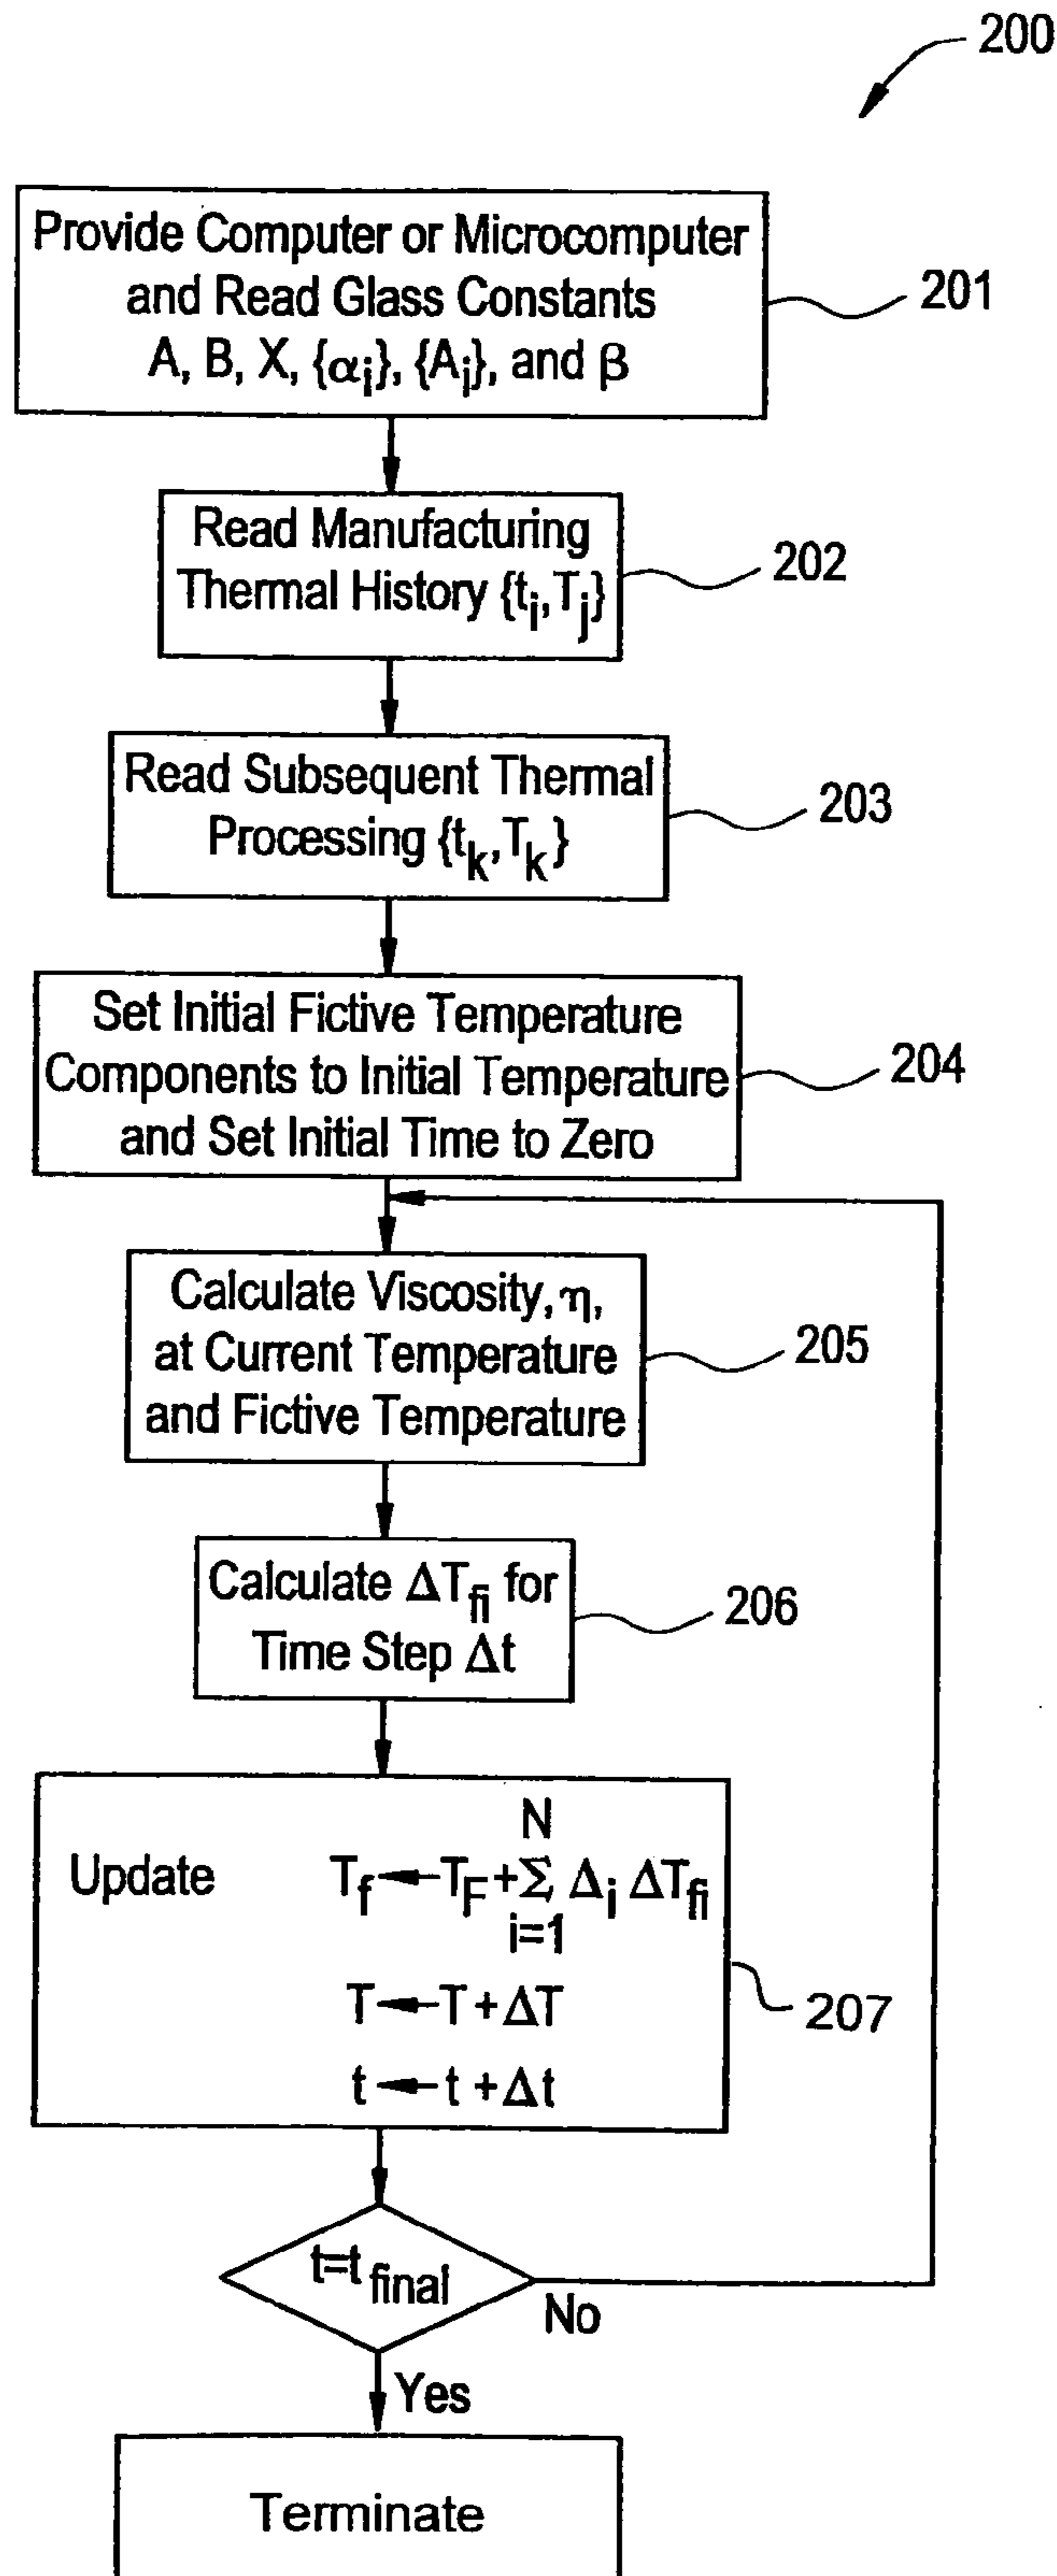 200
Provide Computer or Microcomputer
and Read Glass Constants
A, B, X, {αi}, {Ai}, and β
201
Read Manufacturing
Thermal History {ti,Tj}
202
Read Subsequent Thermal
Processing {tk,Tk}
203
Set Initial Fictive Temperature
Components to Initial Temperature
and Set Initial Time to Zero
204
Calculate Viscosity, η,
at Current Temperature
and Fictive Temperature
205
Calculate ΔTfi for
Time Step Δt
206
N
Update Tf←TF+Σ Δi ΔTfi
i=1
T←T+ΔT
t←t+Δt
207
t=tfinal
No
Yes
Terminate